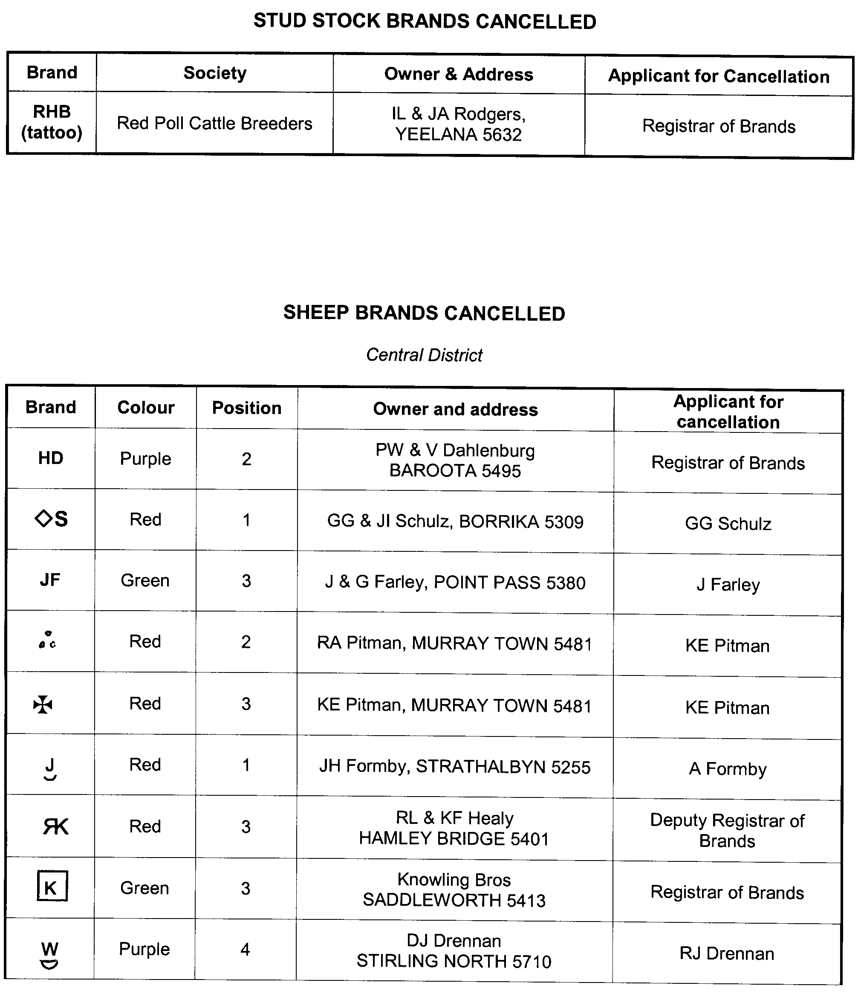 STUD STOCK BRANDS CANCELLED
Brand Society Owner & Address Applicant for Cancellation
RHB
(tattoo)
Red Poll Cattle Breeders
IL & JA Rodgers,
YEELANA 5632
Registrar of Brands
SHEEP BRANDS CANCELLED
Central District
Brand Colour Position Owner and address
Applicant for
cancellation
HD Purple 2
PW & V Dahlenburg
BAROOTA 5495
Registrar of Brands
◇S Red 1 GG & JI Schulz, BORRIKA 5309 GG Schulz
JF Green 3 J & G Farley, POINT PASS 5380 J Farley
Red 2 RA Pitman, MURRAY TOWN 5481 KE Pitman
✠ Red 3 KE Pitman, MURRAY TOWN 5481 KE Pitman
J Red 1 JH Formby, STRATHALBYN 5255 A Formby
ЯK Red 3
RL & KF Healy
HAMLEY BRIDGE 5401
Deputy Registrar of
Brands
K Green 3
Knowling Bros
SADDLEWORTH 5413
Registrar of Brands
W Purple 4
DJ Drennan
STIRLING NORTH 5710
RJ Drennan